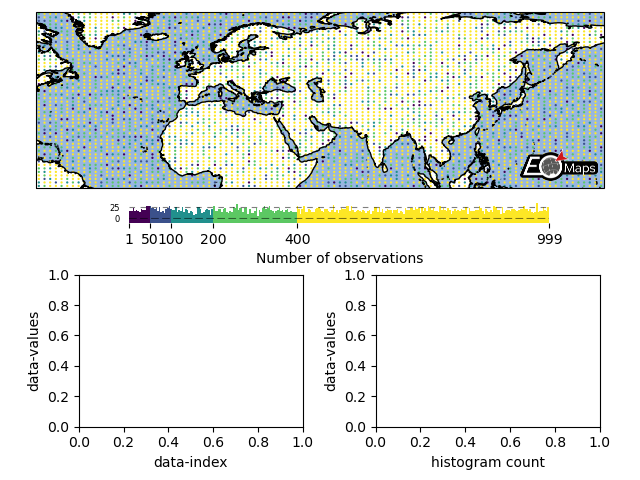 EO Maps
25
0
1 50 100 200 400 999
Number of observations
1.0 1.0
0.8 0.8
0.6 0.6
0.4 0.4
0.2 0.2
0.0 0.0
data-values data-values
0.0 0.2 0.4 0.6 0.8 1.0 0.0 0.2 0.4 0.6 0.8 1.0
data-index histogram count